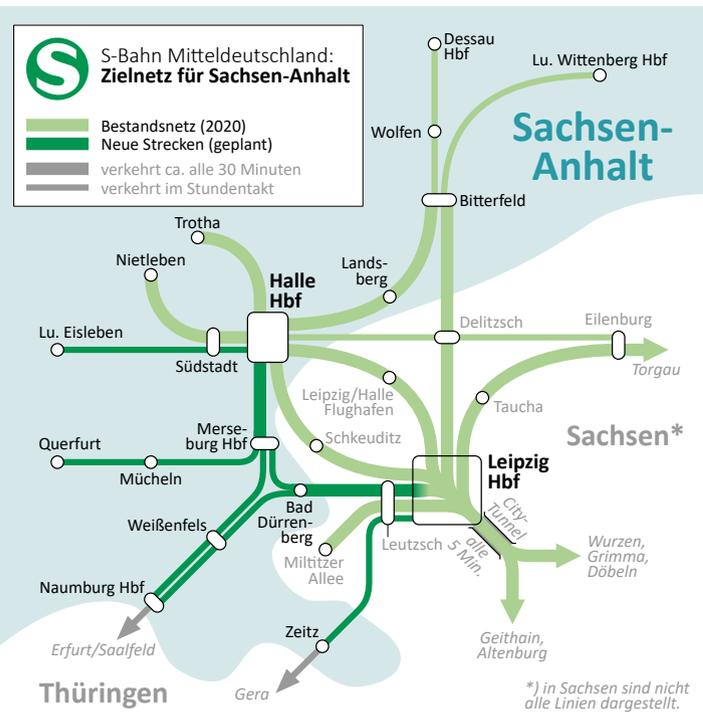 S
S-Bahn Mitteldeutschland:
Zielnetz für Sachsen-Anhalt
Bestandsnetz (2020)
Neue Strecken (geplant)
verkehrt ca. alle 30 Minuten
verkehrt im Stundentakt
Dessau
Hbf
Lu. Wittenberg Hbf
Wolfen
Sachsen-
Anhalt
Bitterfeld
Trotha
Nietleben
Lands-
berg
Halle
Hbf
Lu. Eisleben
Südstadt
Delitzsch
Eilenburg
Torgau
Leipzig/Halle
Flughafen
Taucha
Schkeuditz
Sachsen*
Merse-
burg Hbf
Querfurt
Mücheln
Leipzig
Hbf
City-
Tunnel
alle
5 Min.
Bad
Dürren-
berg
Weißenfels
Leutzsch
Miltitzer
Allee
Wurzen,
Grimma,
Döbeln
Naumburg Hbf
Erfurt/Saalfeld
Zeitz
Geithain,
Altenburg
Gera
Thüringen
*) in Sachsen sind nicht
alle Linien dargestellt.